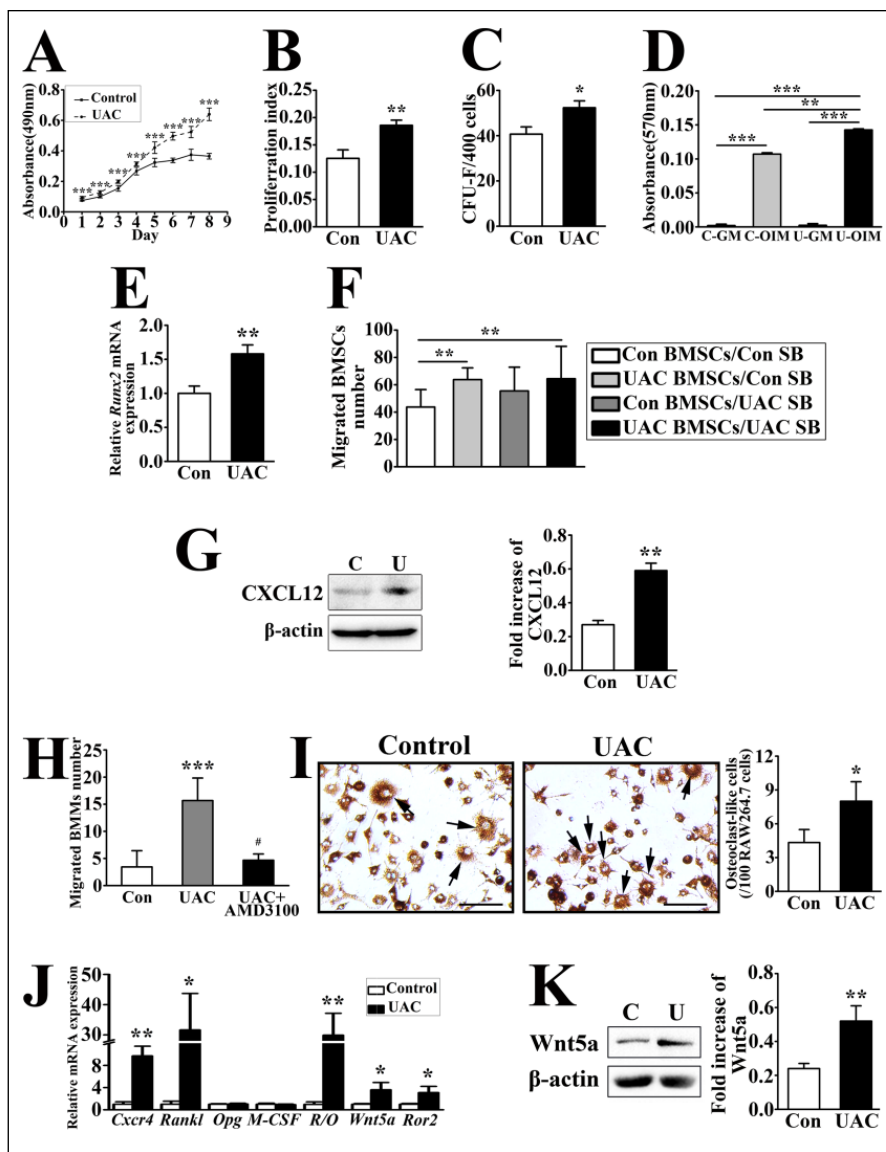 A
Absorbance(490nm)
0.8
0.6
0.4
0.2
0.0
Control
UAC
*** *** *** *** *** *** *** ***
0 1 2 3 4 5 6 7 8 9
Day
B
Proliferration index
0.25
0.20
0.15
0.10
0.05
0.00
**
Con UAC
C
CFU-F/400 cells
80
60
40
20
0
*
Con UAC
D
Absorbance(570nm)
0.20
0.15
0.10
0.05
0.00
***
**
***
***
C-GM C-OIM U-GM U-OIM
E
Relative Runx2 mRNA
expression
2.0
1.5
1.0
0.5
0.0
**
Con UAC
F
Migrated BMSCs
number
100
80
60
40
20
0
**
**
Con BMSCs/Con SB
UAC BMSCs/Con SB
Con BMSCs/UAC SB
UAC BMSCs/UAC SB
G
C U
CXCL12
β-actin
Fold increase of
CXCL12
0.8
0.6
0.4
0.2
0.0
**
Con UAC
H
Migrated BMMs number
25
20
15
10
5
0
***
#
Con UAC UAC+
AMD3100
I
Control UAC
Osteoclast-like cells
(/100 RAW264.7 cells)
12
9
6
3
0
*
Con UAC
J
Relative mRNA expression
50
40
30
8
4
0
Control
UAC
** * ** * *
Cxcr4 Rankl Opg M-CSF R/O Wnt5a Ror2
K
C U
Wnt5a
β-actin
Fold increase of
Wnt5a
0.8
0.6
0.4
0.2
0.0
**
Con UAC